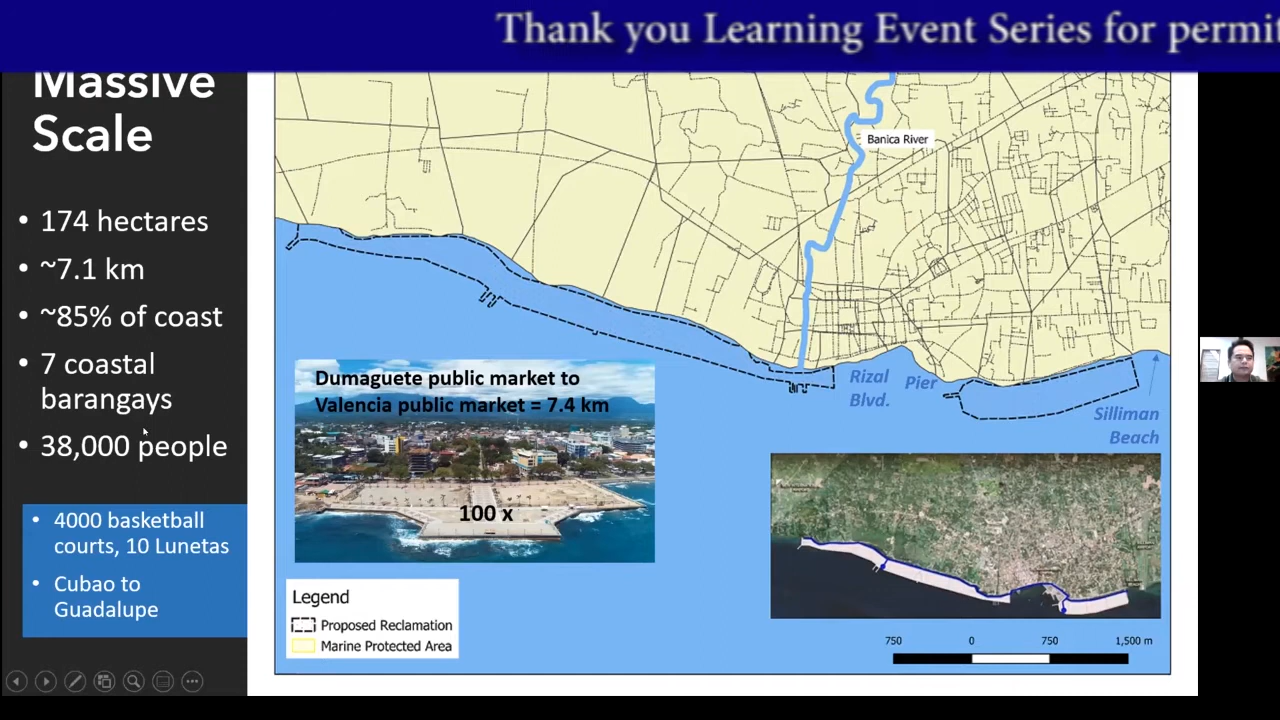 Thank you Learning Event Series for permi
Massive
Scale
• 174 hectares
• ~7.1 km
• ~85% of coast
• 7 coastal
barangays
• 38,000 people
• 4000 basketball
courts, 10 Lunetas
• Cubao to
Guadalupe
Banica River
Rizal
Blvd.
Pier
Silliman
Beach
Dumaguete public market to
Valencia public market = 7.4 km
100 x
Legend
Proposed Reclamation
Marine Protected Area
750 0 750 1,500 m